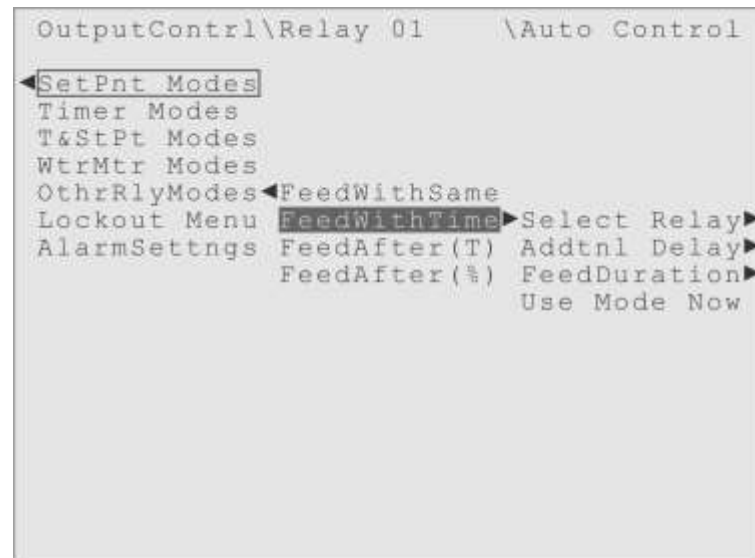 OutputContrl\Relay 01 \Auto Control
◀SetPnt Modes
Timer Modes
T&StPt Modes
WtrMtr Modes
OthrRlyModes◀FeedWithSame
Lockout Menu FeedWithTime▶Select Relay▶
AlarmSettngs FeedAfter(T) Addtnl Delay▶
FeedAfter(%) FeedDuration▶
Use Mode Now